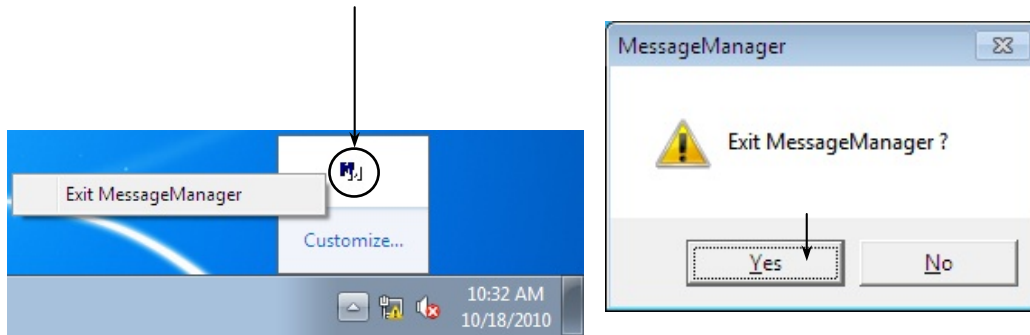 Exit MessageManager
Customize...
10:32 AM
10/18/2010
MessageManager
Exit MessageManager ?
Yes
No